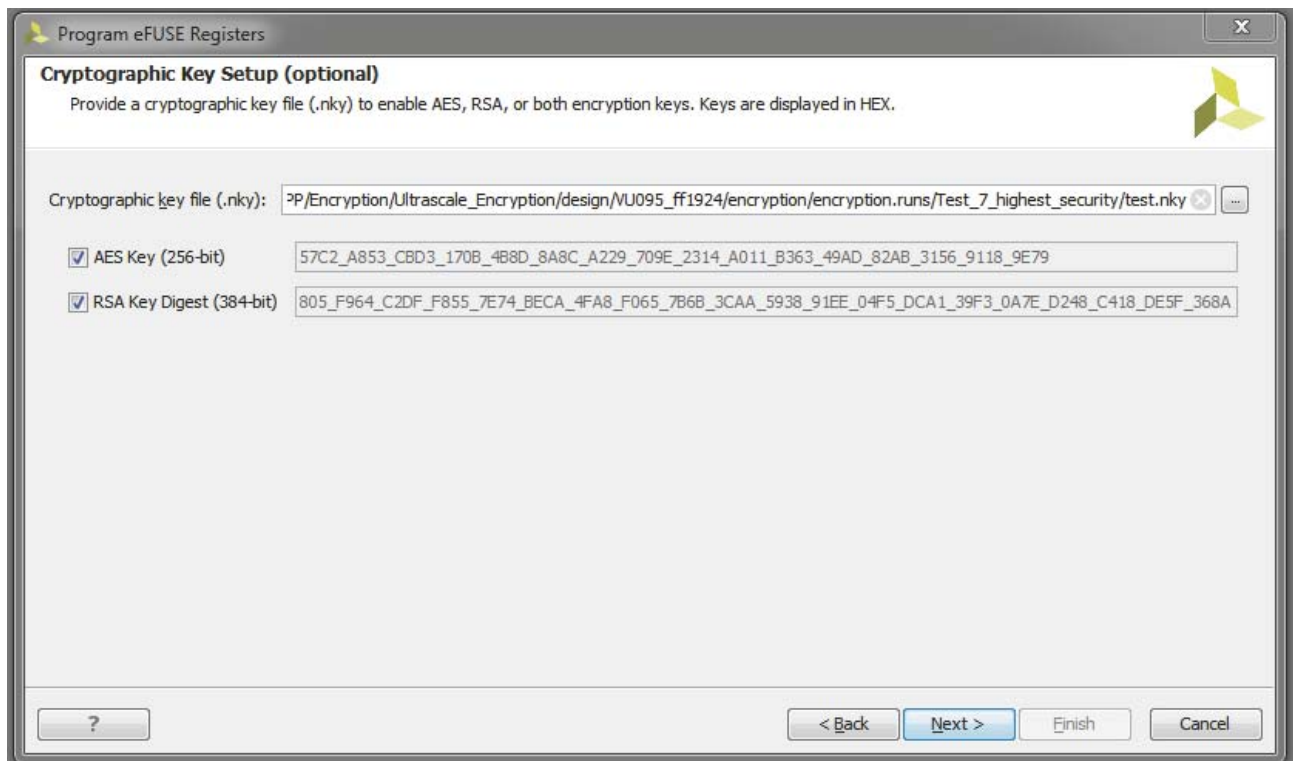 Program eFUSE Registers
Cryptographic Key Setup (optional)
Provide a cryptographic key file (.nky) to enable AES, RSA, or both encryption keys. Keys are displayed in HEX.
Cryptographic key file (.nky): PP/Encryption/Ultrascale_Encryption/design/VU095_ff1924/encryption/encryption.runs/Test_7_highest_security/test.nky ...
AES Key (256-bit) 57C2_A853_CBD3_170B_4B8D_8A8C_A229_709E_2314_A011_B363_49AD_82AB_3156_9118_9E79
RSA Key Digest (384-bit) 805_F964_C2DF_F855_7E74_BECA_4FA8_F065_7B6B_3CAA_5938_91EE_04F5_DCA1_39F3_0A7E_D248_C418_DE5F_368A
? < Back Next > Finish Cancel